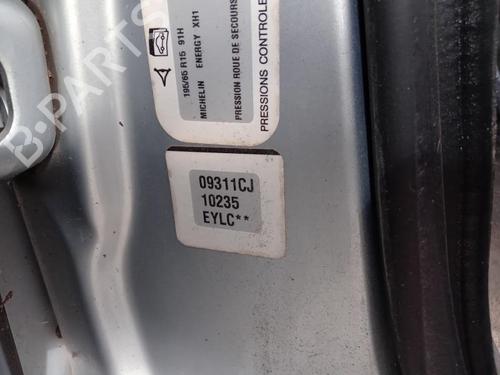 195/65 R15 91H
MICHELIN ENERGY XH1
PRESSION ROUE DE SECOURS
PRESSIONS CONTROLE
09311CJ
10235
EYLC**
B-PARTS